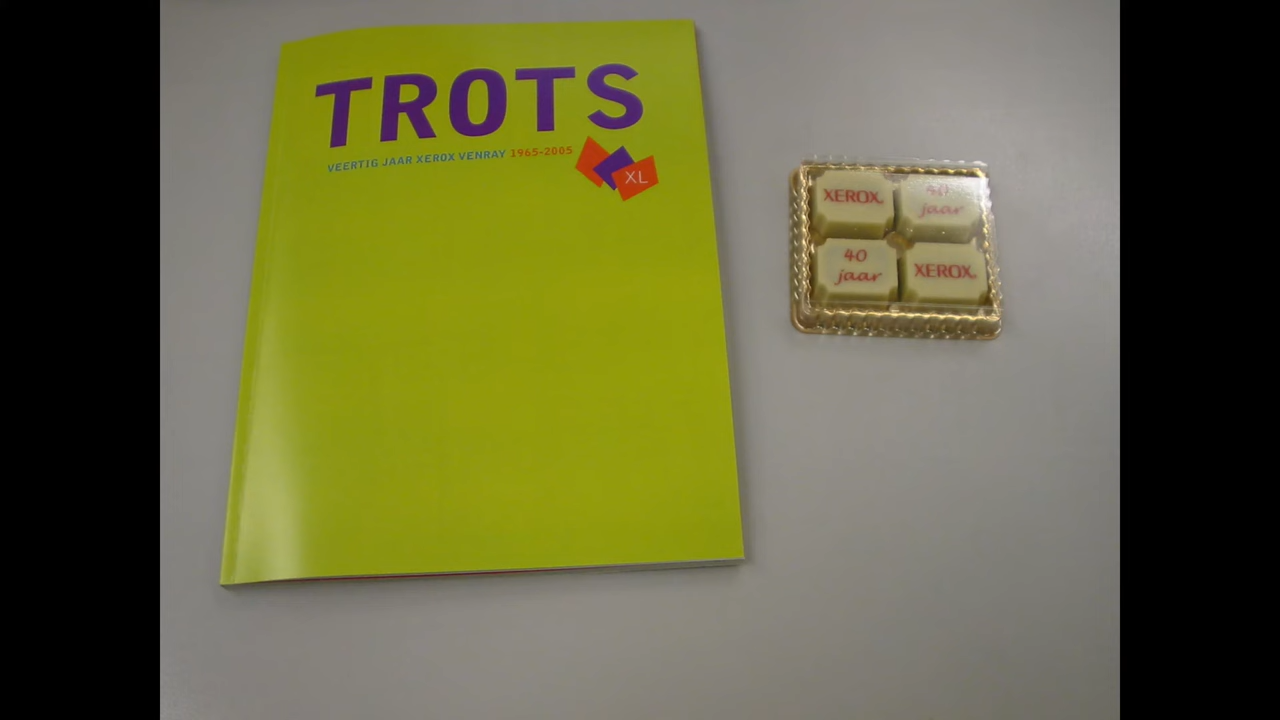 TROTS
VEERTIG JAAR XEROX VENRAY 1965-2005
XL
XEROX.
40
jaar
40
jaar
XEROX.